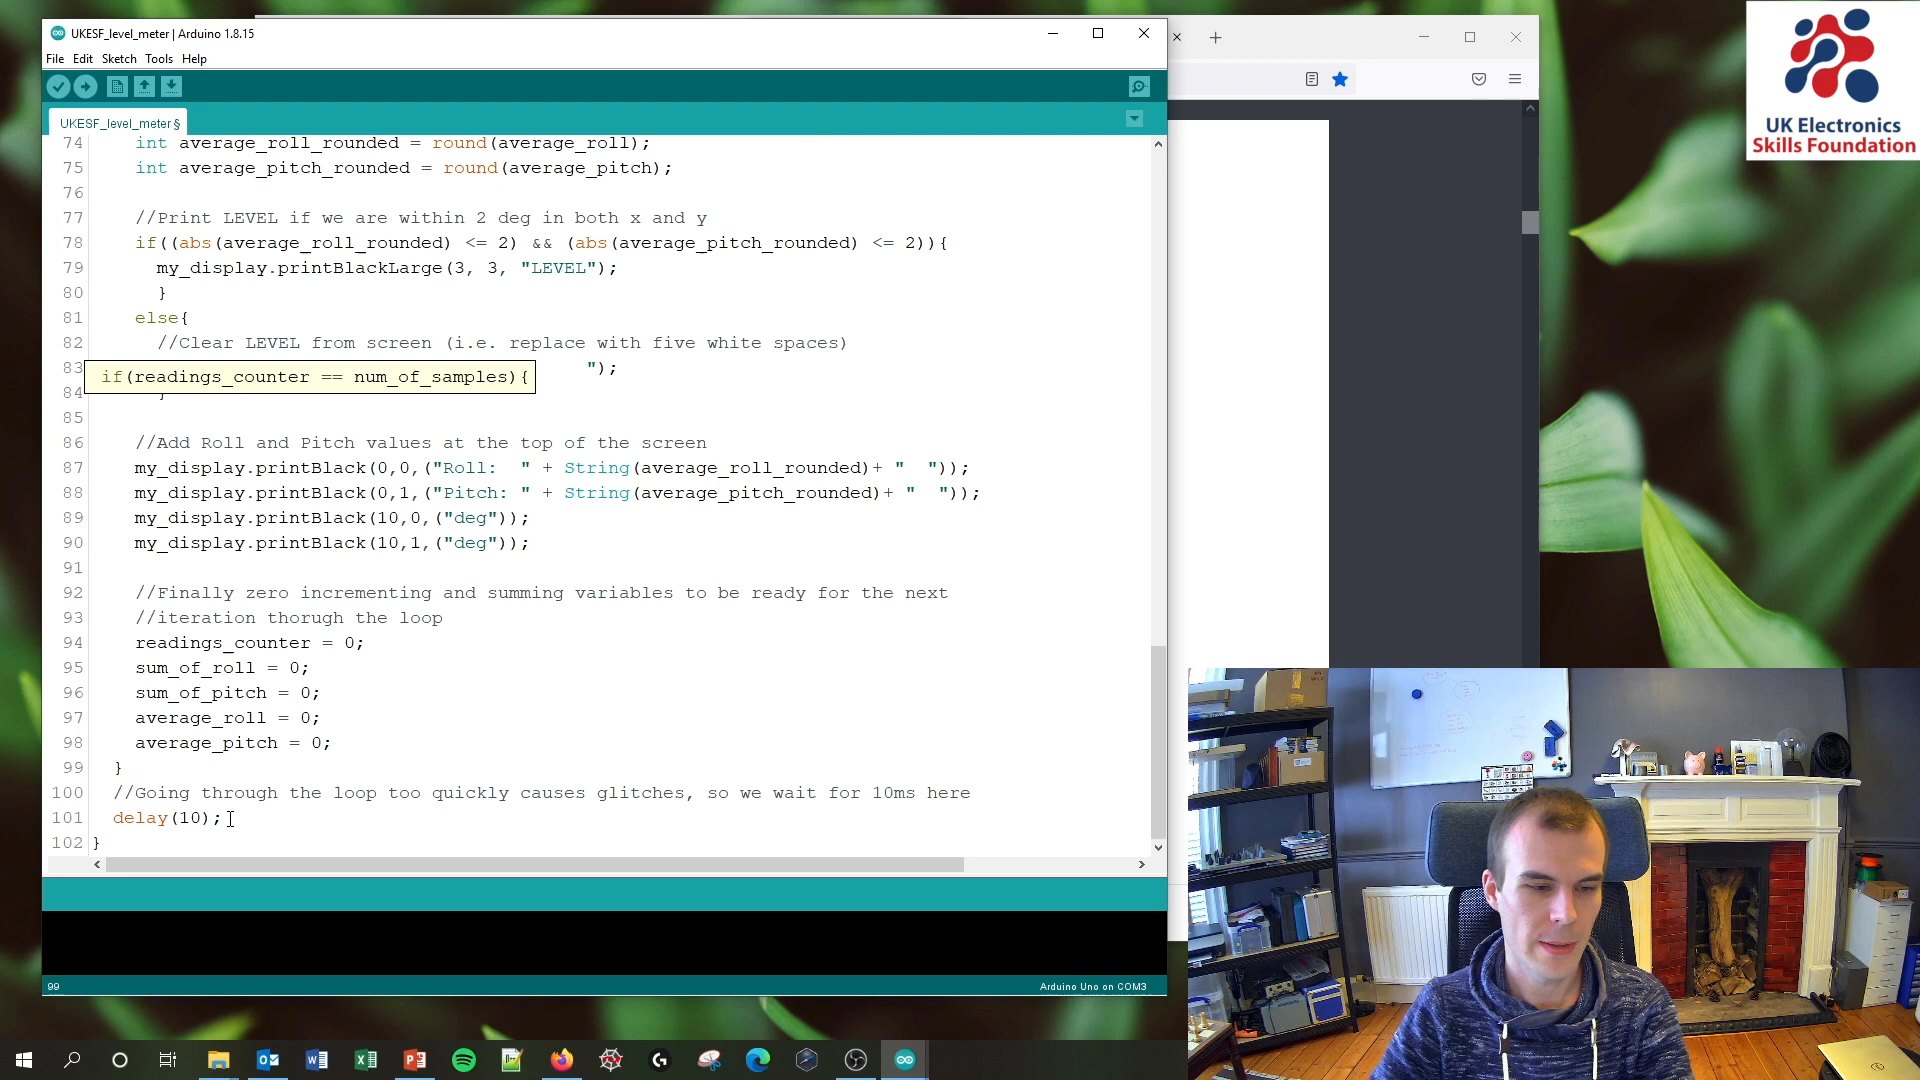 UKESF_level_meter | Arduino 1.8.15
File Edit Sketch Tools Help
UKESF_level_meter §
74 int average_roll_rounded = round(average_roll);
75 int average_pitch_rounded = round(average_pitch);
76
77 //Print LEVEL if we are within 2 deg in both x and y
78 if((abs(average_roll_rounded) <= 2) && (abs(average_pitch_rounded) <= 2)){
79 my_display.printBlackLarge(3, 3, "LEVEL");
80 }
81 else{
82 //Clear LEVEL from screen (i.e. replace with five white spaces)
83 ");
if(readings_counter == num_of_samples){
84 }
85
86 //Add Roll and Pitch values at the top of the screen
87 my_display.printBlack(0,0,("Roll:  " + String(average_roll_rounded)+ "  "));
88 my_display.printBlack(0,1,("Pitch: " + String(average_pitch_rounded)+ "  "));
89 my_display.printBlack(10,0,("deg"));
90 my_display.printBlack(10,1,("deg"));
91
92 //Finally zero incrementing and summing variables to be ready for the next
93 //iteration thorugh the loop
94 readings_counter = 0;
95 sum_of_roll = 0;
96 sum_of_pitch = 0;
97 average_roll = 0;
98 average_pitch = 0;
99 }
100 //Going through the loop too quickly causes glitches, so we wait for 10ms here
101 delay(10);
102 }
99
Arduino Uno on COM3
UK Electronics
Skills Foundation